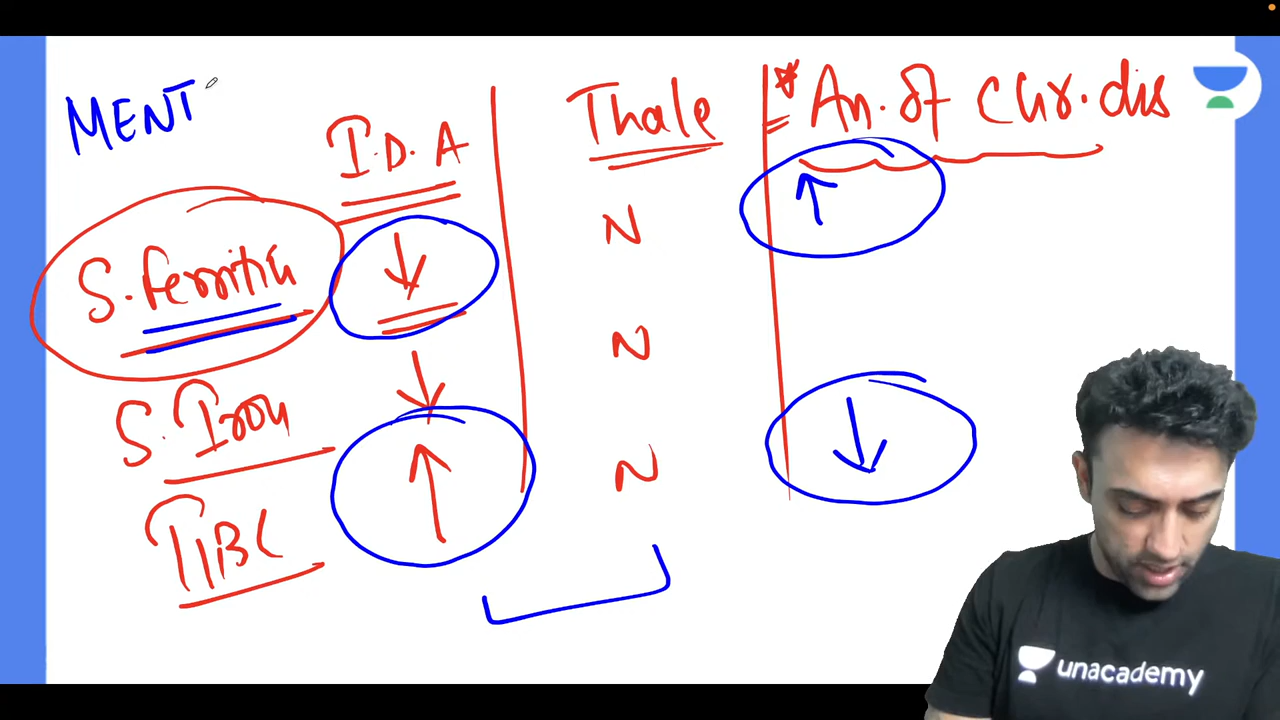 MENT
I.D.A
Thale
* An. of Chr. dis
S. Ferritin
↓
N
↑
S. Iron
↓
N
TIBC
↑
N
↓
unacademy